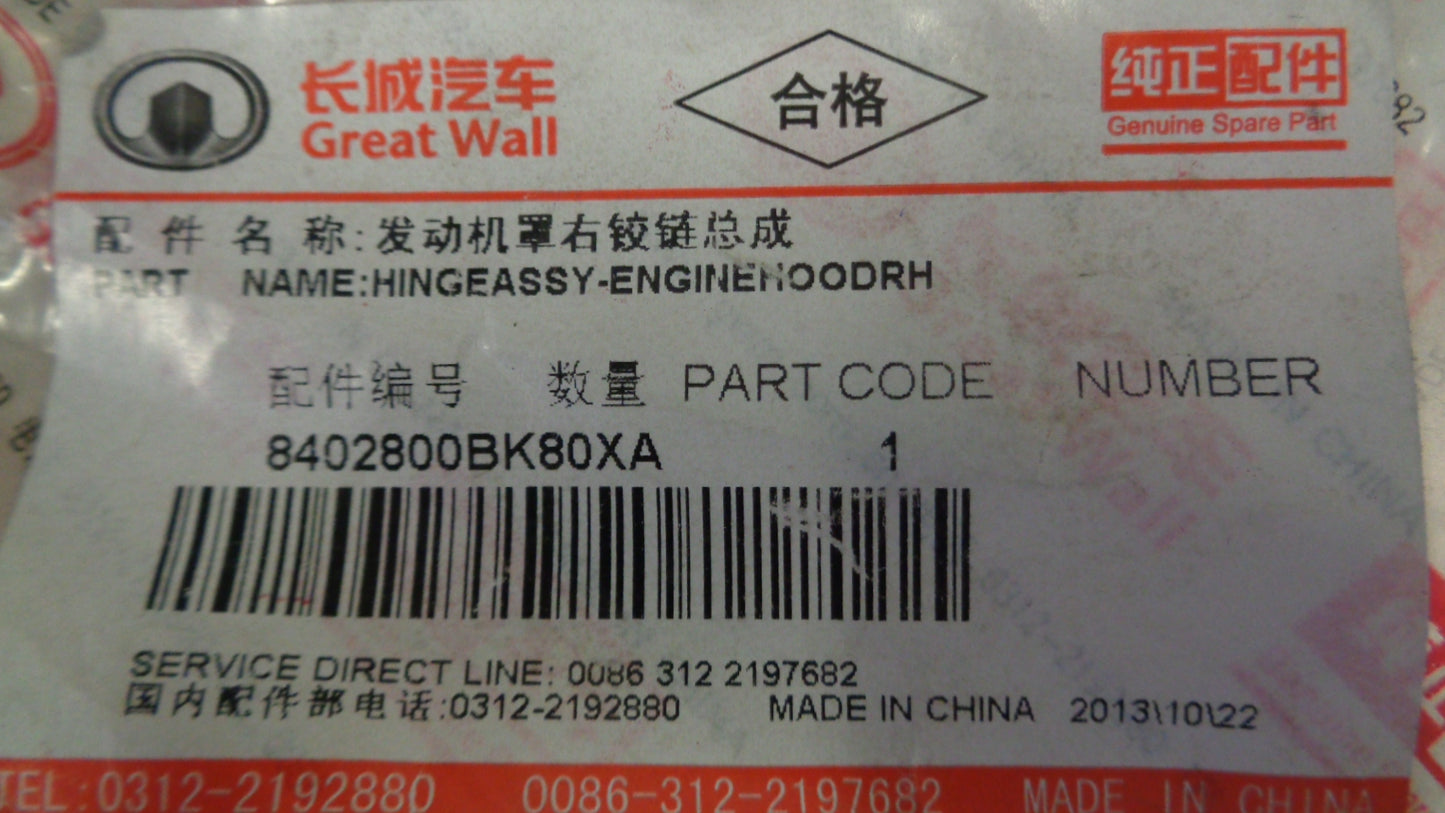 长城汽车
Great Wall
合格
纯正配件
Genuine Spare Part
配 件 名 称:发动机罩右铰链总成
PART NAME:HINGEASSY-ENGINEHOODRH
配件编号 数量 PART CODE NUMBER
8402800BK80XA 1
SERVICE DIRECT LINE: 0086 312 2197682
国内配件部电话:0312-2192880 MADE IN CHINA 2013\10\22
TEL:0312-2192880 0086-312-2197682 MADE IN CHINA